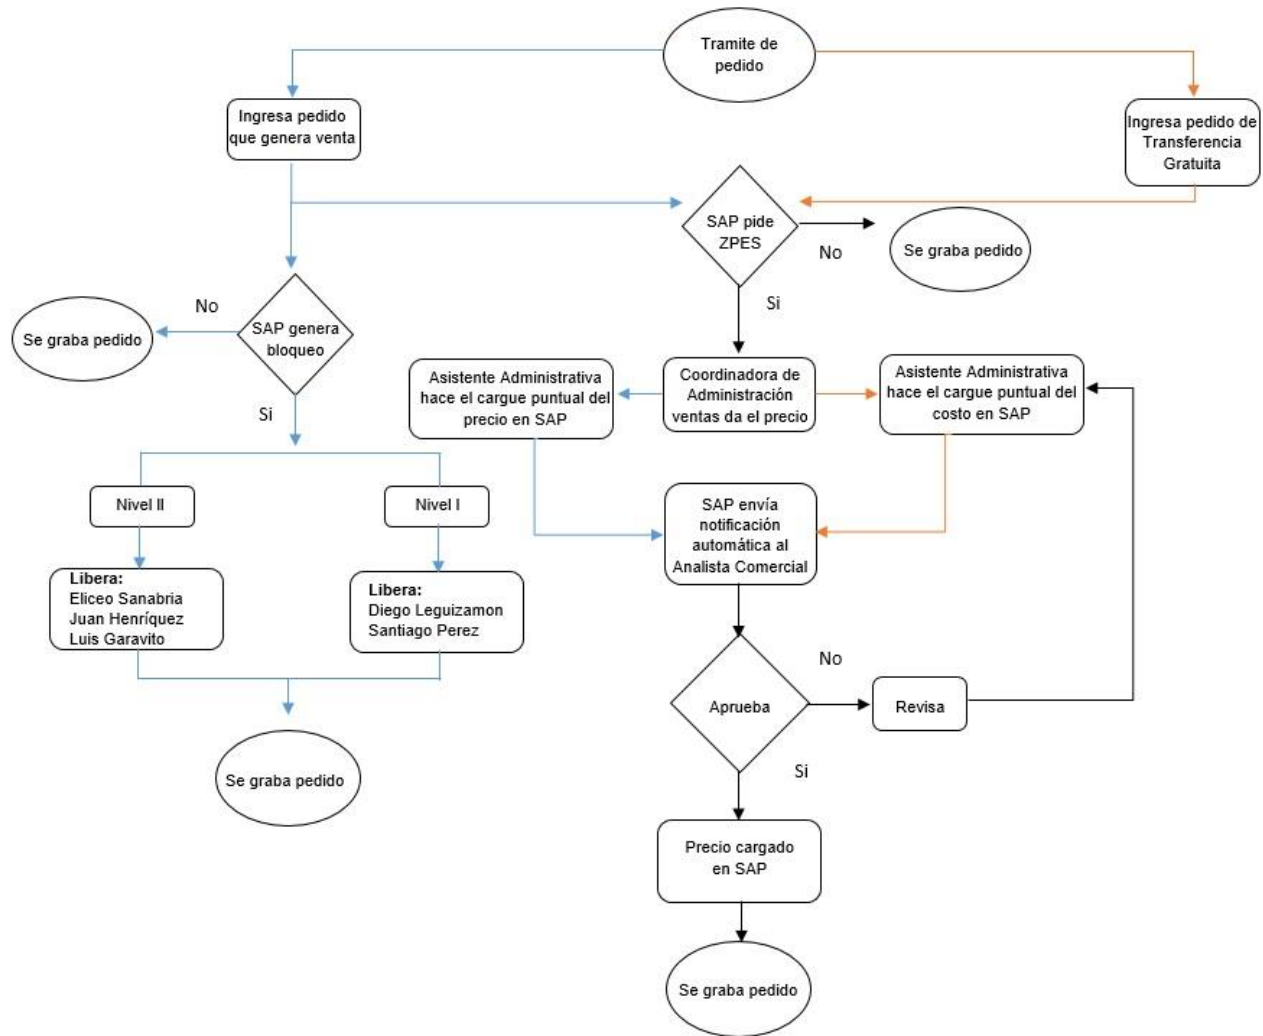 Tramite de
pedido
Ingresa pedido
que genera venta
Ingresa pedido de
Transferencia
Gratuita
SAP pide
ZPES
No
Se graba pedido
Si
No
Se graba pedido
SAP genera
bloqueo
Si
Asistente Administrativa
hace el cargue puntual del
precio en SAP
Coordinadora de
Administración
ventas da el precio
Asistente Administrativa
hace el cargue puntual del
costo en SAP
Nivel II
Nivel I
SAP envía
notificación
automática al
Analista Comercial
Libera:
Eliceo Sanabria
Juan Henríquez
Luis Garavito
Libera:
Diego Leguizamon
Santiago Perez
No
Aprueba
Revisa
Si
Se graba pedido
Precio cargado
en SAP
Se graba pedido